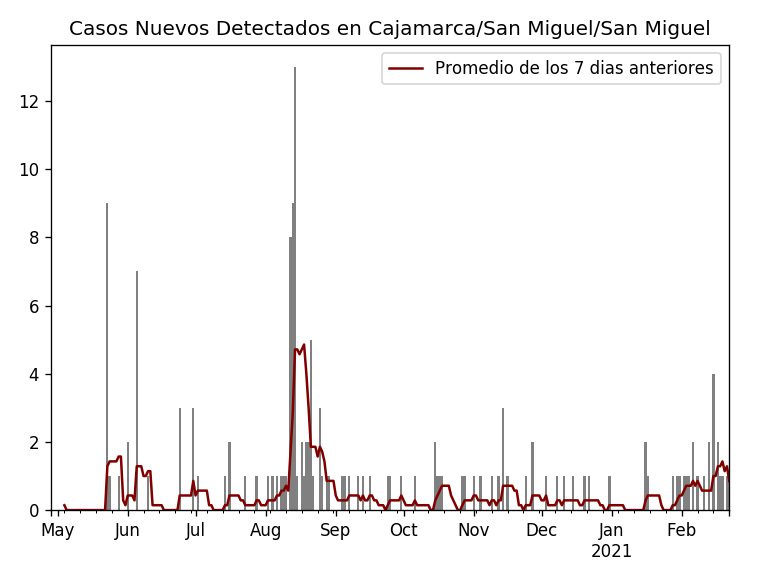 Casos Nuevos Detectados en Cajamarca/San Miguel/San Miguel
Promedio de los 7 dias anteriores
12
10
8
6
4
2
0
May Jun Jul Aug Sep Oct Nov Dec Jan Feb
2021